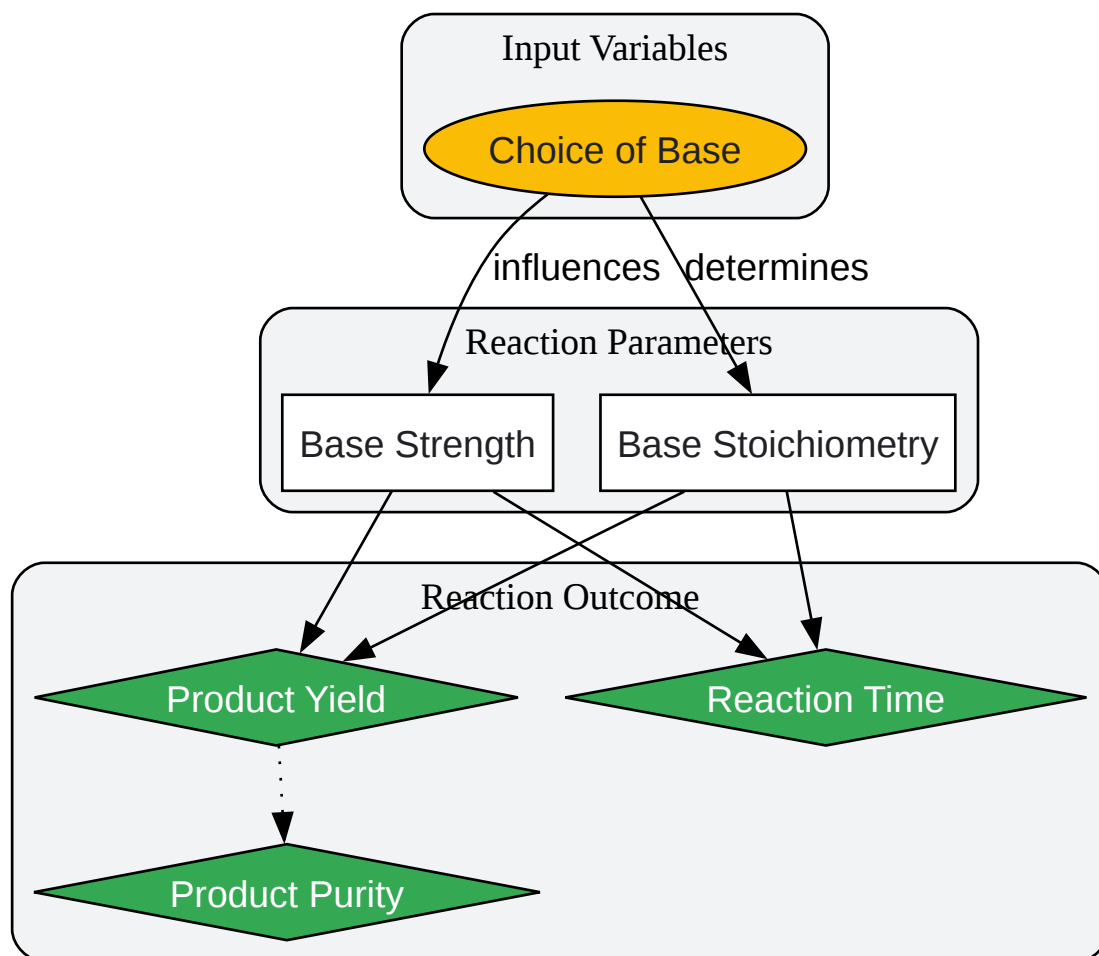 Input Variables
Choice of Base
influences
determines
Reaction Parameters
Base Strength
Base Stoichiometry
Reaction Outcome
Product Yield
Reaction Time
Product Purity